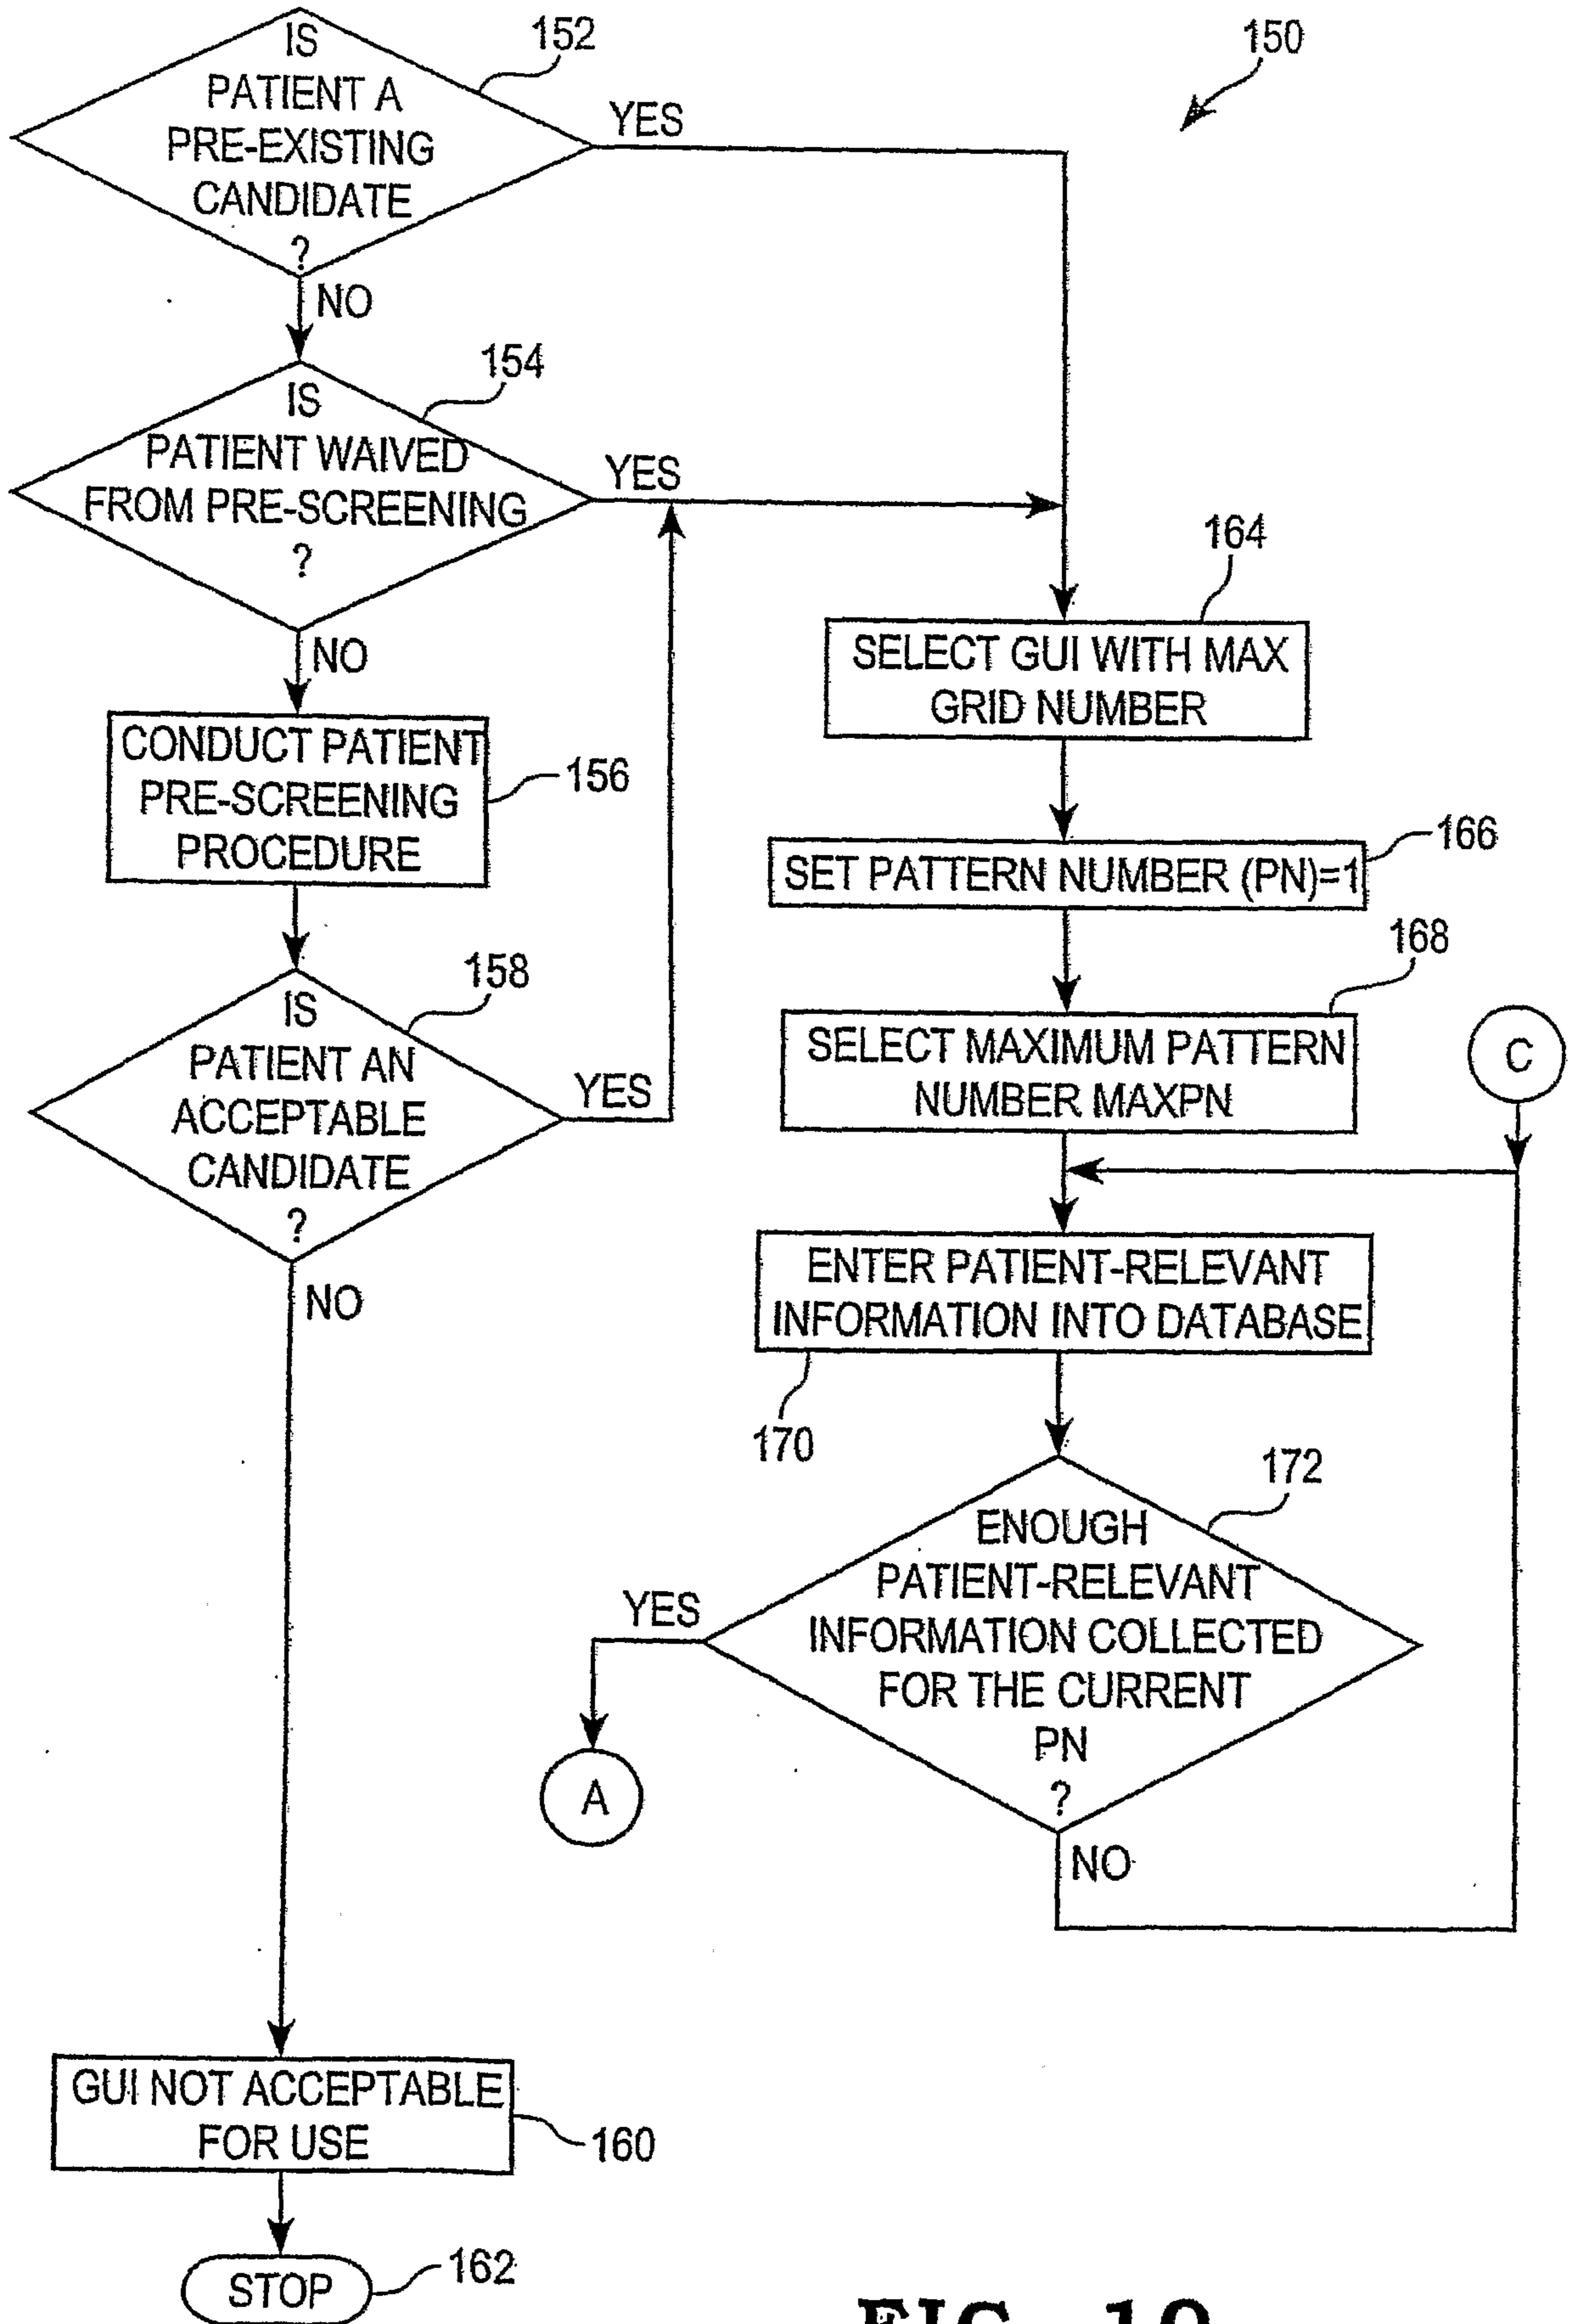 IS
PATIENT A
PRE-EXISTING
CANDIDATE
?
152
YES
150
NO
154
IS
PATIENT WAIVED
FROM PRE-SCREENING
?
YES
NO
CONDUCT PATIENT
PRE-SCREENING
PROCEDURE
156
158
IS
PATIENT AN
ACCEPTABLE
CANDIDATE
?
YES
NO
GUI NOT ACCEPTABLE
FOR USE
160
STOP
162
164
SELECT GUI WITH MAX
GRID NUMBER
SET PATTERN NUMBER (PN)=1
166
168
SELECT MAXIMUM PATTERN
NUMBER MAXPN
C
ENTER PATIENT-RELEVANT
INFORMATION INTO DATABASE
170
172
ENOUGH
PATIENT-RELEVANT
INFORMATION COLLECTED
FOR THE CURRENT
PN
?
YES
A
NO
FIG.